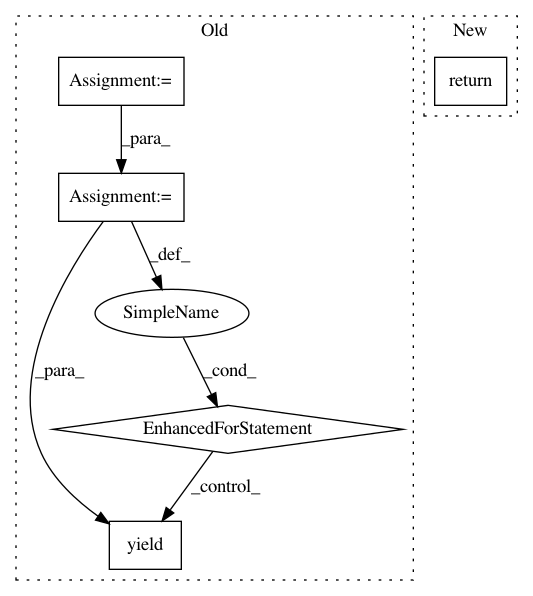 Old
New
Assignment:=
return
_para_
Assignment:=
_def_
SimpleName
_para_
_cond_
EnhancedForStatement
_control_
yield